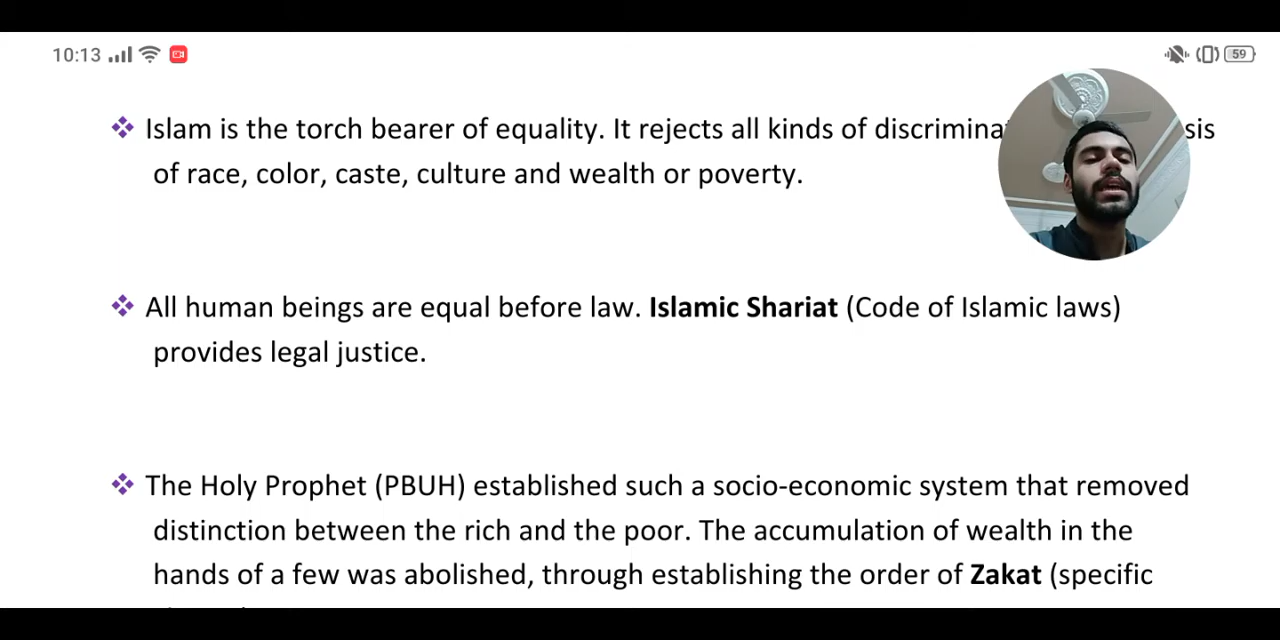 10:13
59
❖ Islam is the torch bearer of equality. It rejects all kinds of sis
of race, color, caste, culture and wealth or poverty.
❖ All human beings are equal before law. Islamic Shariat (Code of Islamic laws)
provides legal justice.
❖ The Holy Prophet (PBUH) established such a socio-economic system that removed
distinction between the rich and the poor. The accumulation of wealth in the
hands of a few was abolished, through establishing the order of Zakat (specific